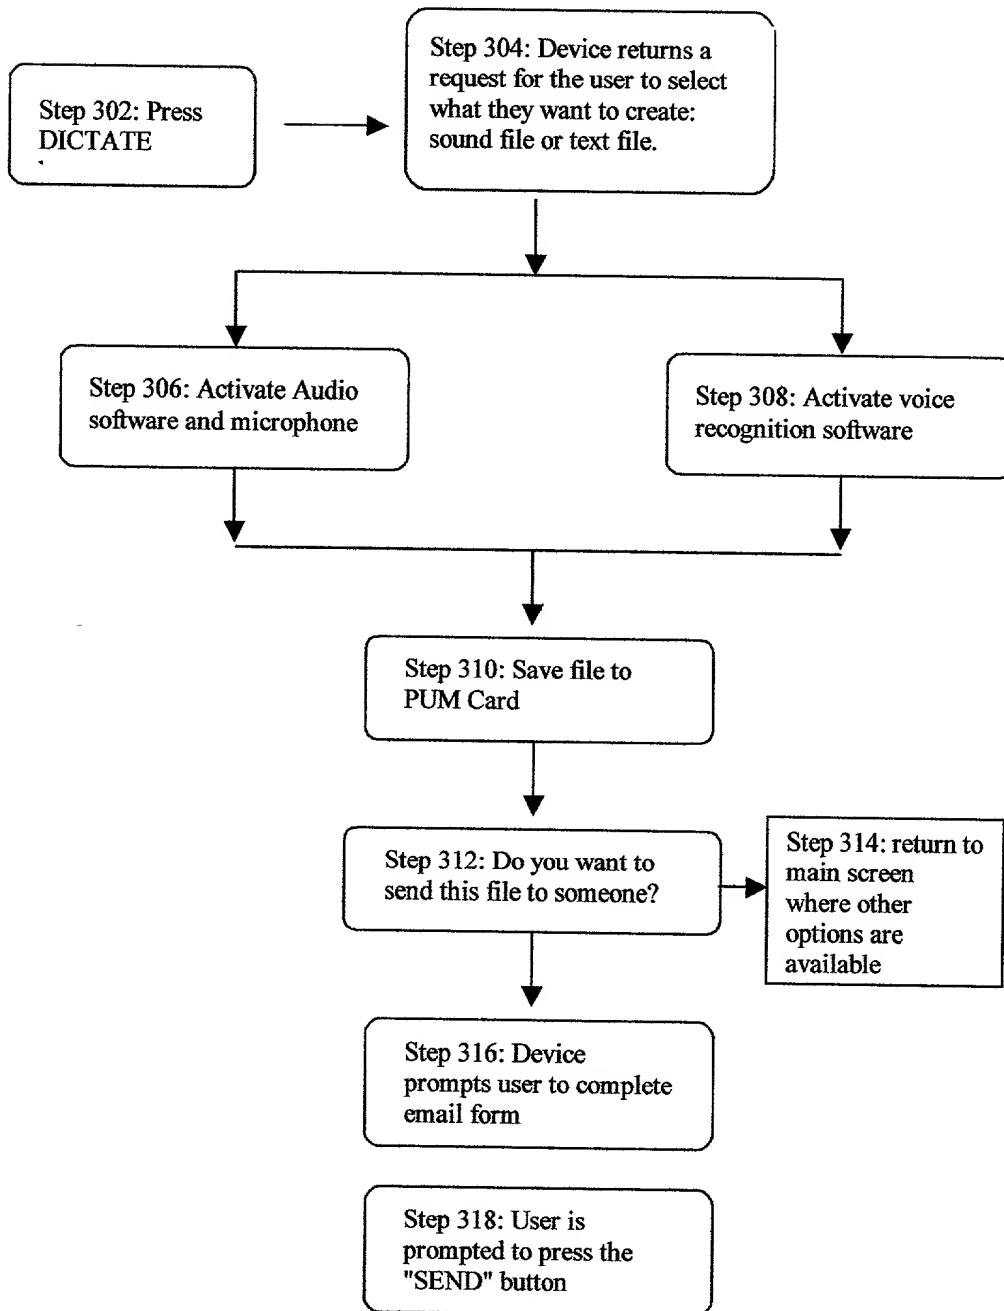 Step 302: Press
DICTATE
Step 304: Device returns a
request for the user to select
what they want to create:
sound file or text file.
Step 306: Activate Audio
software and microphone
Step 308: Activate voice
recognition software
Step 310: Save file to
PUM Card
Step 312: Do you want to
send this file to someone?
Step 314: return to
main screen
where other
options are
available
Step 316: Device
prompts user to complete
email form
Step 318: User is
prompted to press the
"SEND" button